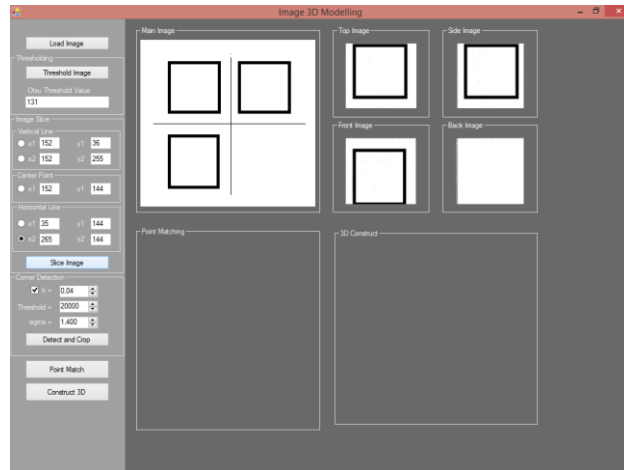 Image 3D Modelling
Load Image
Thresholding
Threshold Image
Otsu Threshold Value
131
Image Slice
Vertical Line
x1 152 y1 36
x2 152 y2 255
Center Point
x1 152 y1 144
Horizontal Line
x1 35 y1 144
x2 265 y2 144
Slice Image
Corner Detection
k = 0,04
Threshold = 20000
sigma = 1,400
Detect and Crop
Point Match
Construct 3D
Main Image
Top Image
Side Image
Front Image
Back Image
Point Matching
3D Construct